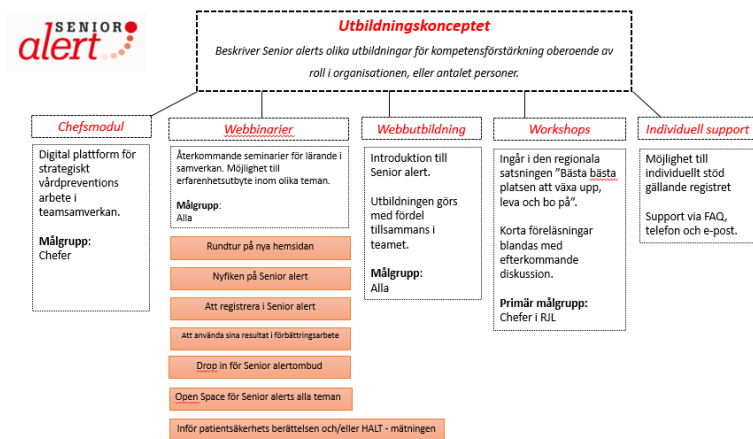 SENIOR
alert
Utbildningskonceptet
Beskriver Senior alerts olika utbildningar för kompetensförstärkning oberoende av
roll i organisationen, eller antalet personer.
Chefsmodul
Digital plattform för
strategiskt
vårdpreventions
arbete i
teamsamverkan.
Målgrupp:
Chefer
Webbinarier
Återkommande seminarier för lärande i
samverkan. Möjlighet till
erfarenhetsutbyte inom olika teman.
Målgrupp:
Alla
Rundtur på nya hemsidan
Nyfiken på Senior alert
Att registrera i Senior alert
Att använda sina resultat i förbättringsarbete
Drop in för Senior alertombud
Open Space för Senior alerts alla teman
Inför patientsäkerhets berättelsen och/eller HALT - mätningen
Webbutbildning
Introduktion till
Senior alert.
Utbildningen görs
med fördel
tillsammans i
teamet.
Målgrupp:
Alla
Workshops
Ingår i den regionala
satsningen ”Bästa bästa
platsen att växa upp,
leva och bo på”.
Korta föreläsningar
blandas med
efterkommande
diskussion.
Primär målgrupp:
Chefer i RJL
Individuell support
Möjlighet till
individuellt stöd
gällande registret
Support via FAQ,
telefon och e-post.